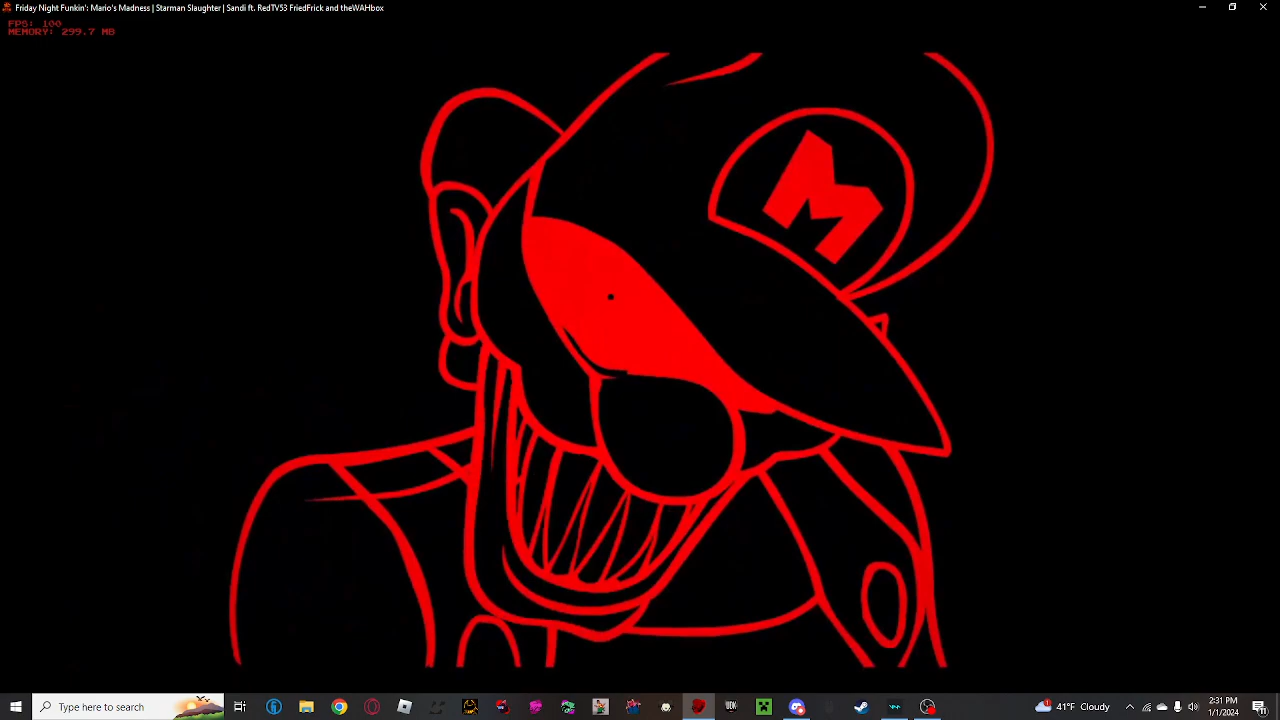 Friday Night Funkin': Mario's Madness | Starman Slaughter | Sandi ft. RedTV53 FriedFrick and theWAHbox
FPS: 100
MEMORY: 299.7 MB
M
Type here to search
41°F Cloudy
2:31 PM
1/1/2024